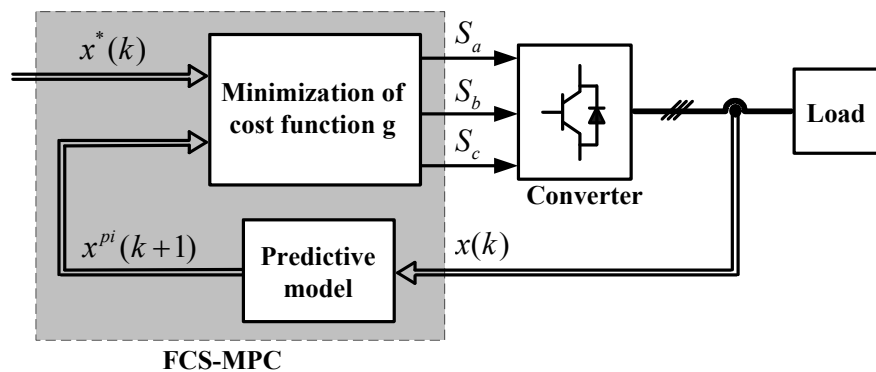 x*(k)
Minimization of
cost function g
S_a
S_b
S_c
Converter
Load
x^{pi}(k+1)
Predictive
model
x(k)
FCS-MPC